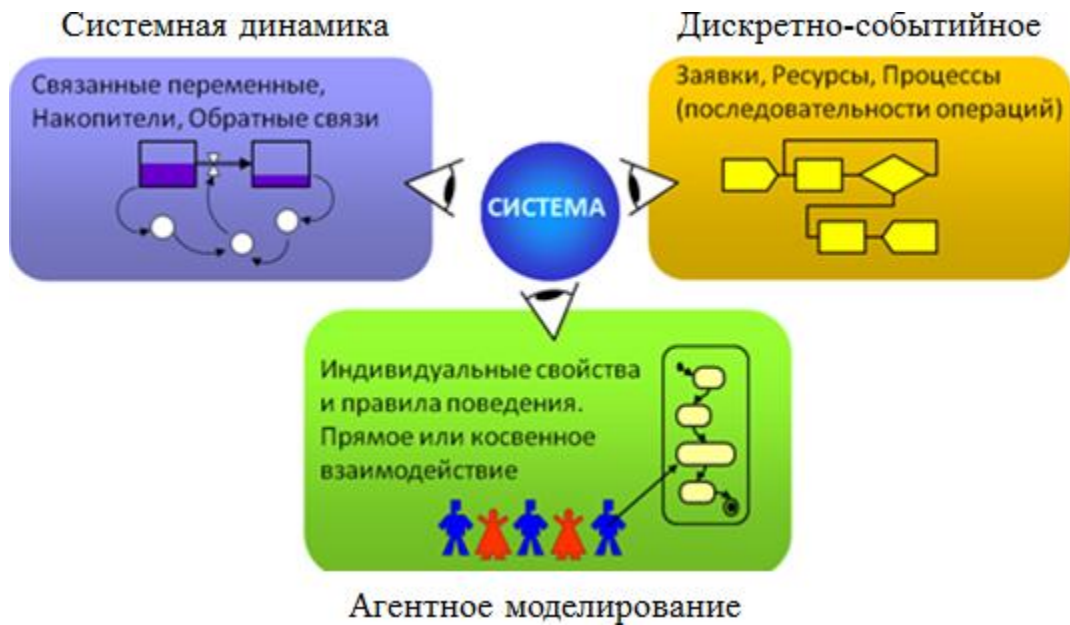 Системная динамика
Дискретно-событийное
Связанные переменные,
Накопители, Обратные связи
Заявки, Ресурсы, Процессы
(последовательности операций)
СИСТЕМА
Индивидуальные свойства
и правила поведения.
Прямое или косвенное
взаимодействие
Агентное моделирование